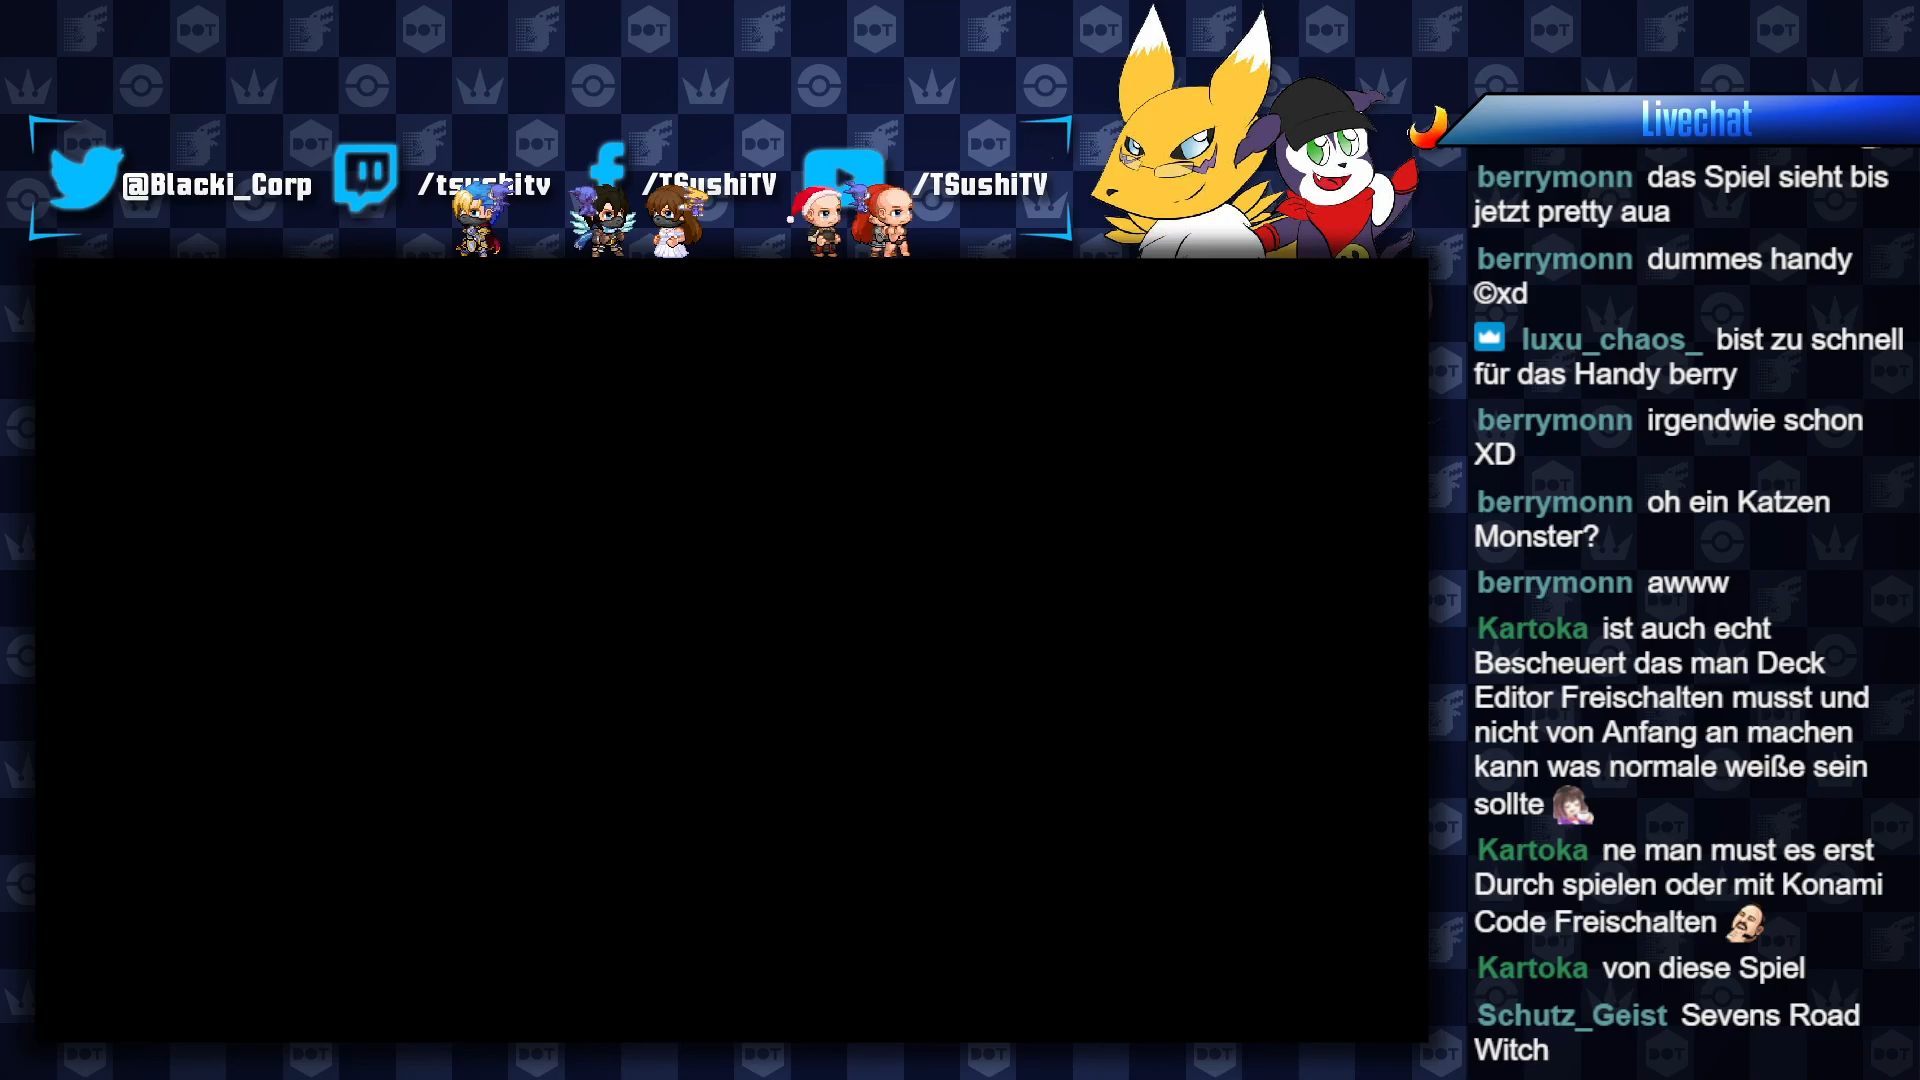 @Blacki_Corp
/tsushitv
/TSushiTV
/TSushiTV
Livechat
berrymonn das Spiel sieht bis
jetzt pretty aua
berrymonn dummes handy
©xd
luxu_chaos_ bist zu schnell
für das Handy berry
berrymonn irgendwie schon
XD
berrymonn oh ein Katzen
Monster?
berrymonn awww
Kartoka ist auch echt
Bescheuert das man Deck
Editor Freischalten musst und
nicht von Anfang an machen
kann was normale weiße sein
sollte
Kartoka ne man must es erst
Durch spielen oder mit Konami
Code Freischalten
Kartoka von diese Spiel
Schutz_Geist Sevens Road
Witch